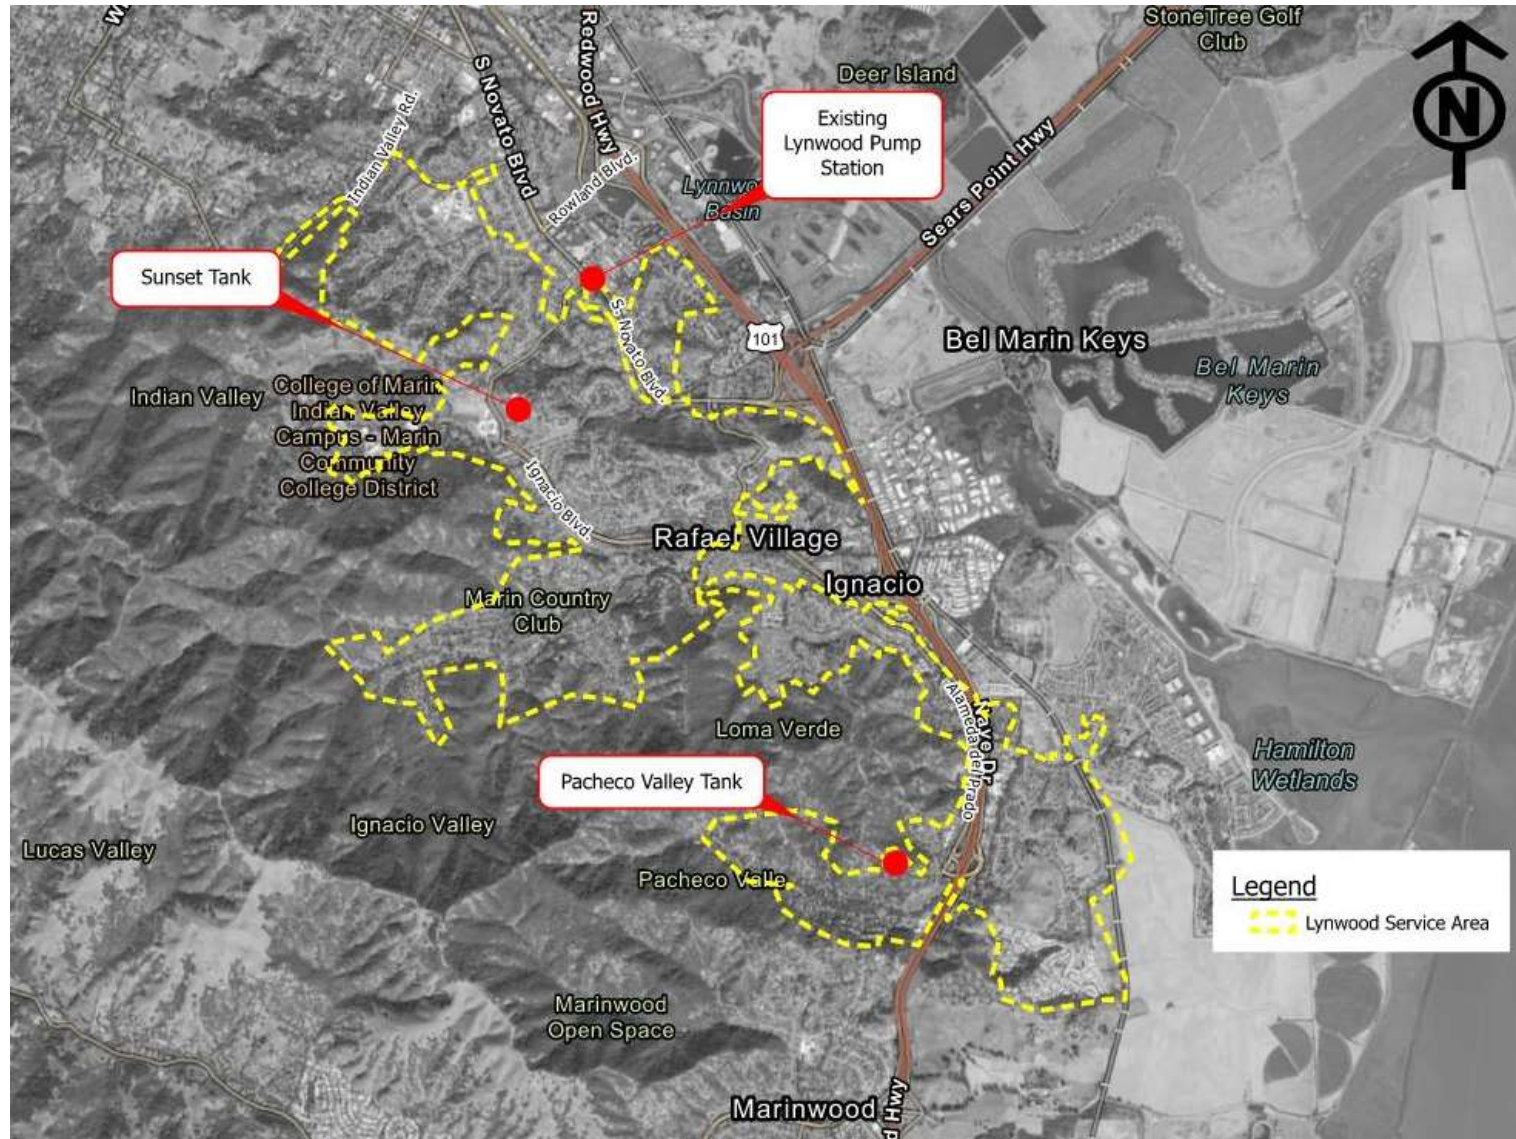 StoneTree Golf
Club
Deer Island
S Novato Blvd
Redwood Hwy
Indian Valley Rd.
Existing
Lynwood Pump
Station
N
Rowland Blvd.
Basin
Sears Point Hwy
Sunset Tank
S. Novato Blvd.
101
Bel Marin Keys
Bel Marin
Keys
Indian Valley
College of Marin
Indian Valley
Campus - Marin
Community
College District
Ignacio Blvd.
Rafael Village
Ignacio
Marin Country
Club
Loma Verde
Alameda del Prado
Nave Dr
Hamilton
Wetlands
Pacheco Valley Tank
Ignacio Valley
Lucas Valley
Pacheco Valle
Legend
Lynwood Service Area
Marinwood
Open Space
Marinwood
d Hwy